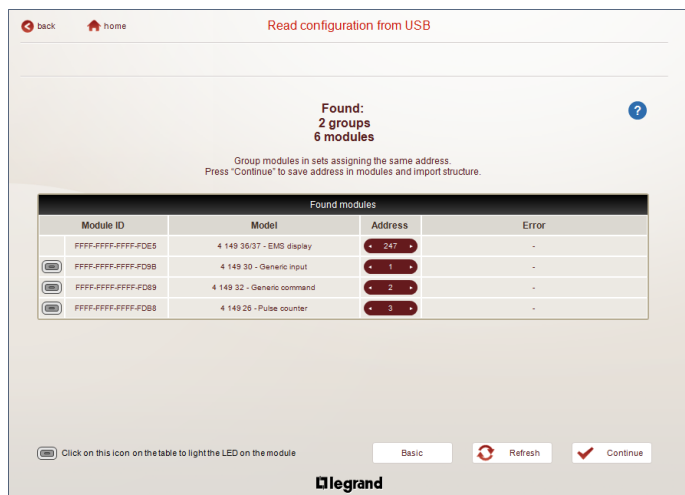 back
home
Read configuration from USB
Found:
2 groups
6 modules
?
Group modules in sets assigning the same address.
Press "Continue" to save address in modules and import structure.
Found modules
Module ID Model Address Error
FFFF-FFFF-FFFF-FDE5 4 149 36/37 - EMS display 247 -
FFFF-FFFF-FFFF-FD9B 4 149 30 - Generic input 1 -
FFFF-FFFF-FFFF-FD89 4 149 32 - Generic command 2 -
FFFF-FFFF-FFFF-FDB8 4 149 26 - Pulse counter 3 -
Click on this icon on the table to light the LED on the module
Basic
Refresh
Continue
legrand